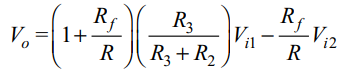 V_o = (1 + R_f / R) (R_3 / (R_3 + R_2)) V_{i1} − (R_f / R) V_{i2}